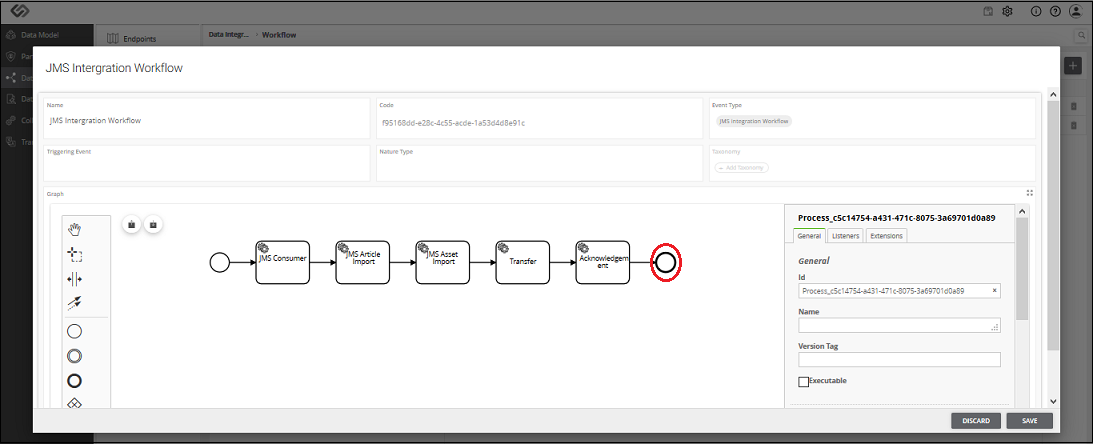 Data Model
Endpoints
Data Integr... › Workflow
JMS Intergration Workflow
Name
JMS Intergration Workflow
Code
f95168dd-e28c-4c55-acde-1a53d4d8e91c
Event Type
JMS Integration Workflow
Triggering Event
Nature Type
Taxonomy
Add Taxonomy
Graph
JMS Consumer
JMS Article
Import
JMS Asset
Import
Transfer
Acknowledgem
ent
Process_c5c14754-a431-471c-8075-3a69701d0a89
General
Listeners
Extensions
General
Id
Process_c5c14754-a431-471c-8075-3a69701d0a89
Name
Version Tag
Executable
DISCARD
SAVE